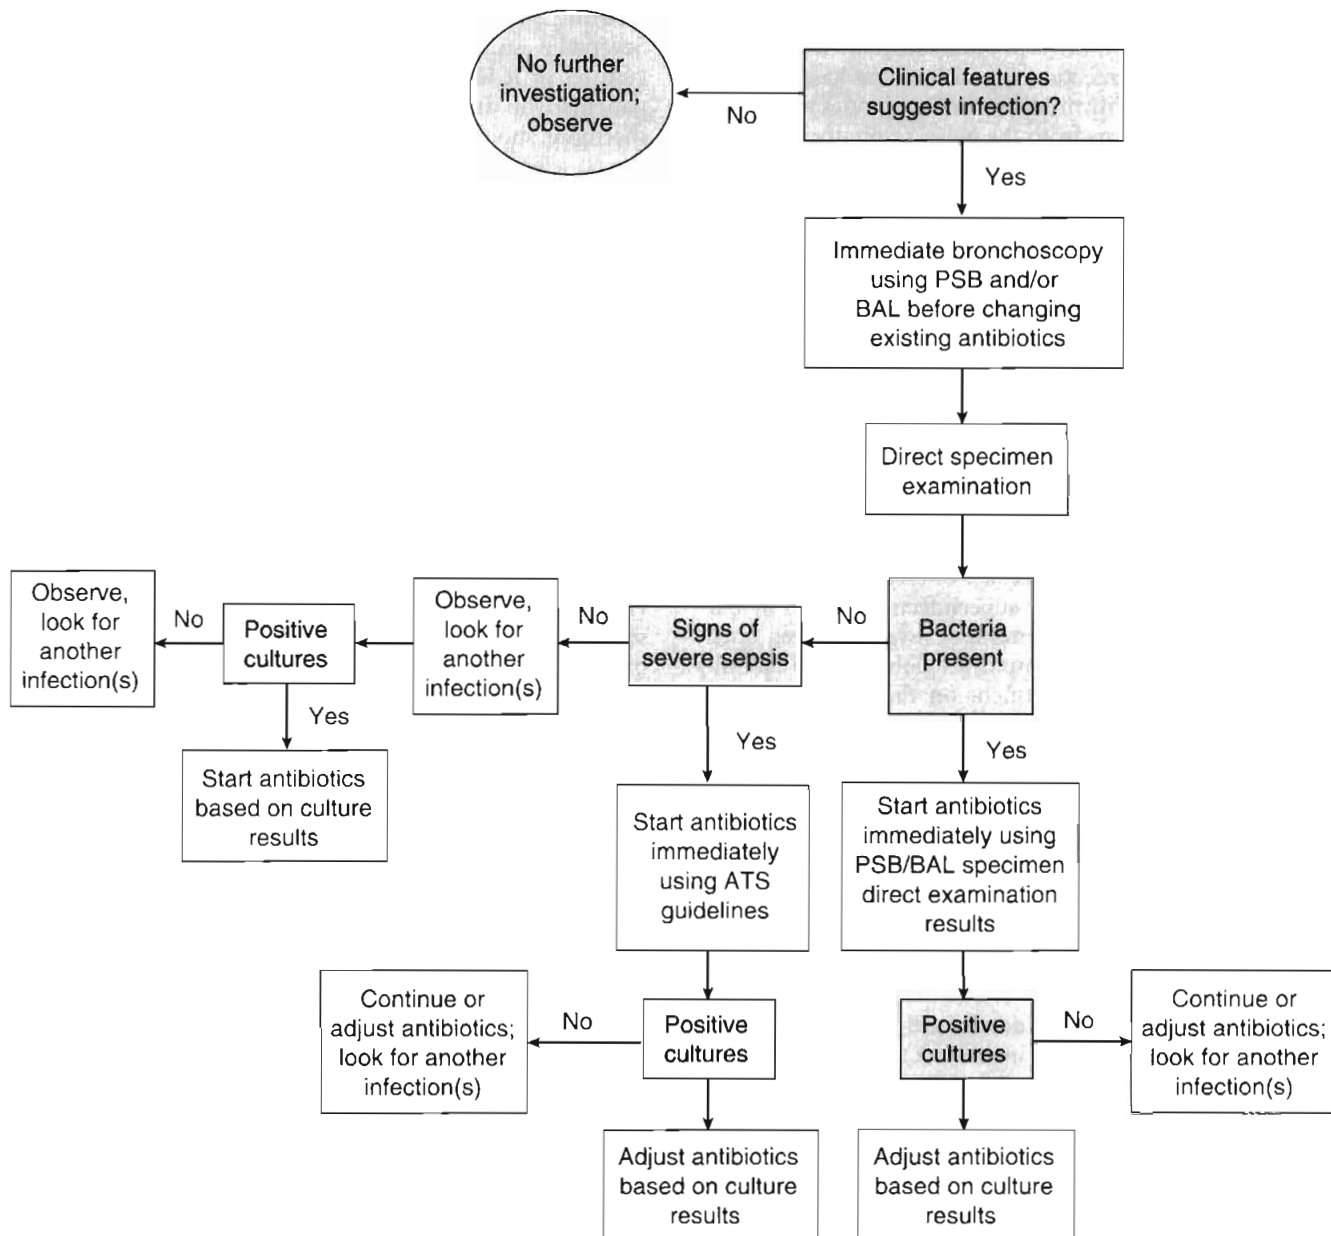 No further
investigation;
observe
No
Clinical features
suggest infection?
Yes
Immediate bronchoscopy
using PSB and/or
BAL before changing
existing antibiotics
Direct specimen
examination
Observe,
look for
another
infection(s)
No
Positive
cultures
Observe,
look for
another
infection(s)
No
Signs of
severe sepsis
No
Bacteria
present
Yes
Start antibiotics
based on culture
results
Yes
Start antibiotics
immediately
using ATS
guidelines
Yes
Start antibiotics
immediately using
PSB/BAL specimen
direct examination
results
Continue or
adjust antibiotics;
look for another
infection(s)
No
Positive
cultures
Positive
cultures
No
Continue or
adjust antibiotics;
look for another
infection(s)
Adjust antibiotics
based on culture
results
Adjust antibiotics
based on culture
results